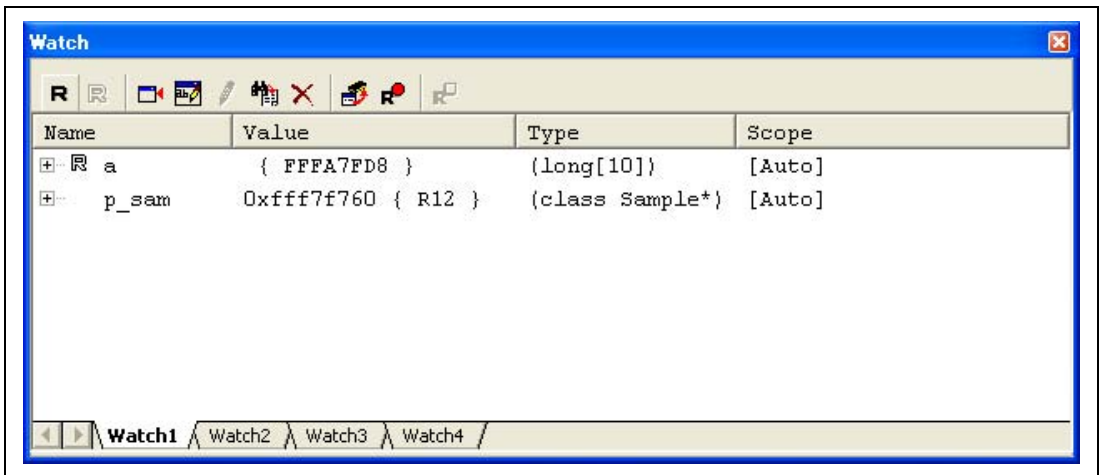 Watch
R R R R
Name Value Type Scope
R a { FFFA7FD8 } (long[10]) [Auto]
p_sam 0xfff7f760 { R12 } (class Sample*) [Auto]
Watch1 Watch2 Watch3 Watch4